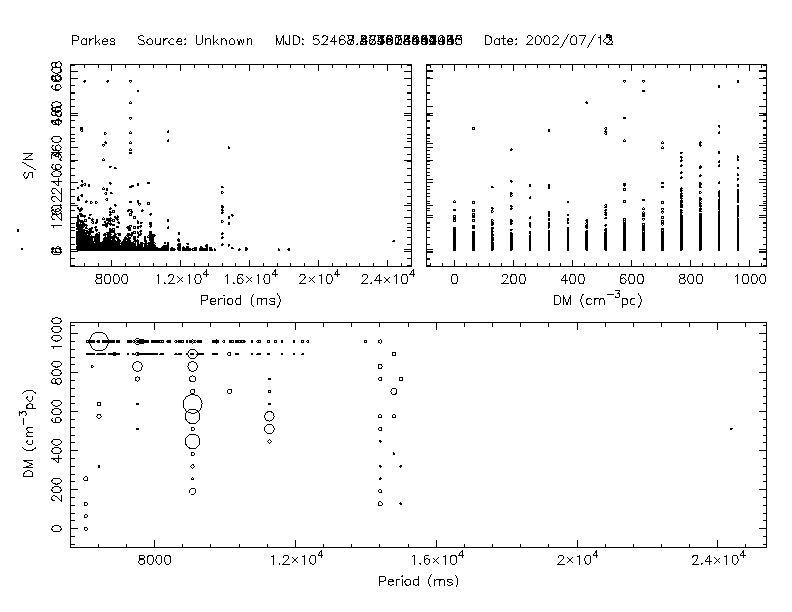 Parkes Source: Unknown MJD: Date: 2002/07/
S/N
8000 1.2×10⁴ 1.6×10⁴ 2×10⁴ 2.4×10⁴
Period (ms)
0 200 400 600 800 1000
DM (cm⁻³pc)
1000
800
600
400
200
0
DM (cm⁻³pc)
8000 1.2×10⁴ 1.6×10⁴ 2×10⁴ 2.4×10⁴
Period (ms)